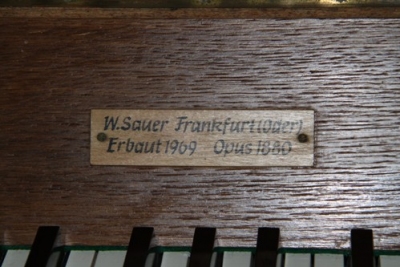 W. Sauer Frankfurt (Oder)
Erbaut 1969 Opus 1880